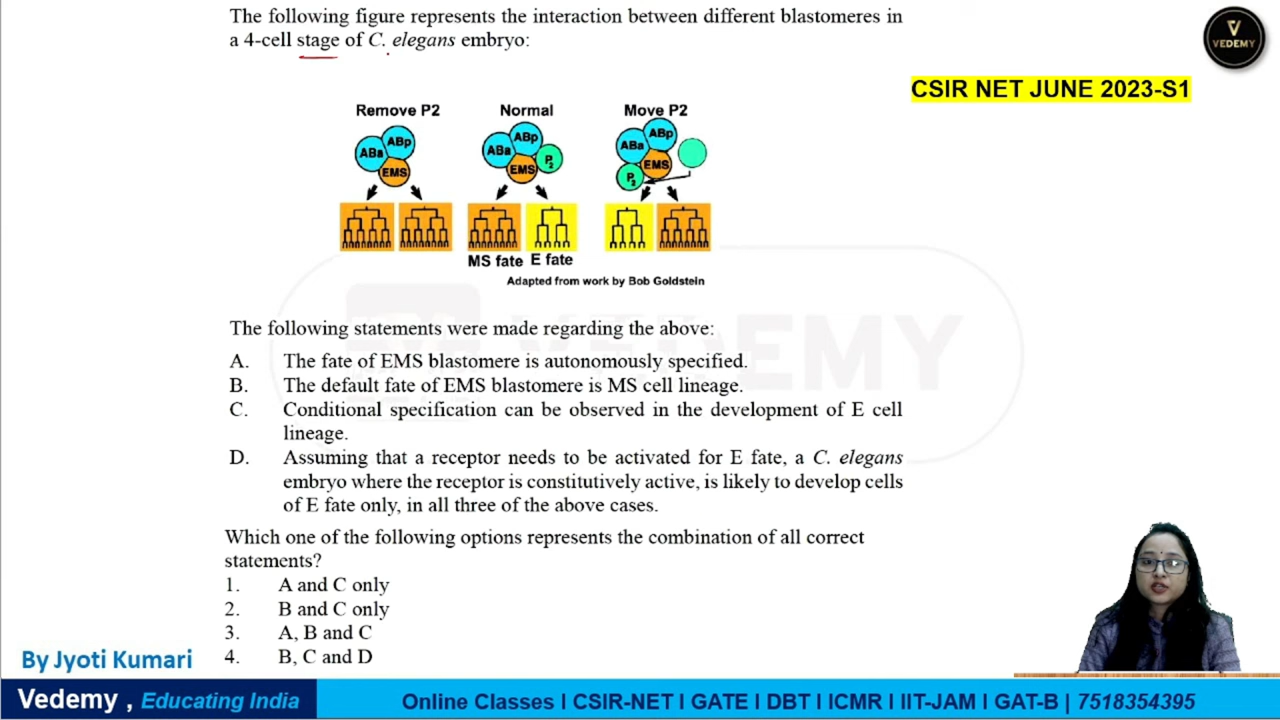 The following figure represents the interaction between different blastomeres in
a 4-cell stage of C. elegans embryo:
VEDEMY
CSIR NET JUNE 2023-S1
Remove P2 Normal Move P2
ABa ABp EMS
ABa ABp EMS P2
ABa ABp EMS P2
MS fate E fate
Adapted from work by Bob Goldstein
VEDEMY
The following statements were made regarding the above:
A. The fate of EMS blastomere is autonomously specified.
B. The default fate of EMS blastomere is MS cell lineage.
C. Conditional specification can be observed in the development of E cell
lineage.
D. Assuming that a receptor needs to be activated for E fate, a C. elegans
embryo where the receptor is constitutively active, is likely to develop cells
of E fate only, in all three of the above cases.
Which one of the following options represents the combination of all correct
statements?
1. A and C only
2. B and C only
3. A, B and C
4. B, C and D
By Jyoti Kumari
Vedemy , Educating India
Online Classes I CSIR-NET I GATE I DBT I ICMR I IIT-JAM I GAT-B | 7518354395